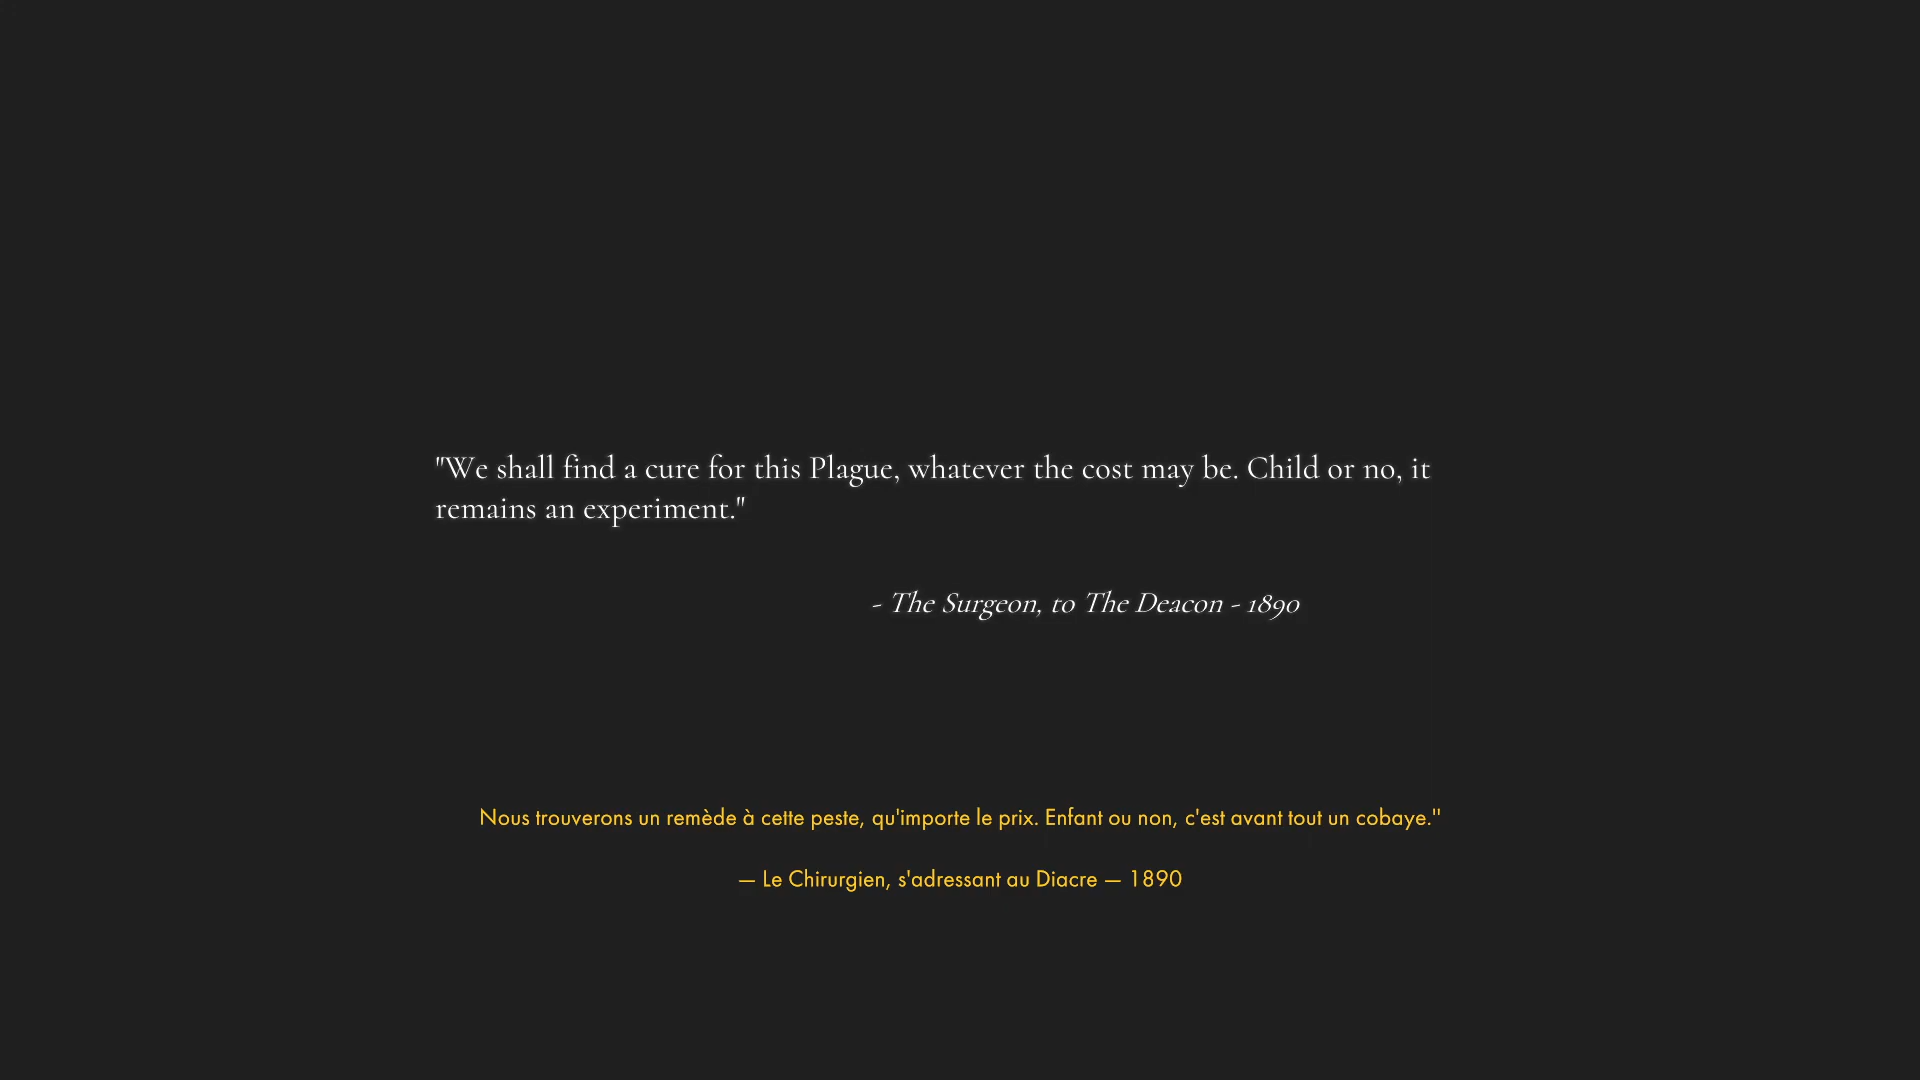 "We shall find a cure for this Plague, whatever the cost may be. Child or no, it
remains an experiment."
- The Surgeon, to The Deacon - 1890
Nous trouverons un remède à cette peste, qu'importe le prix. Enfant ou non, c'est avant tout un cobaye."
— Le Chirurgien, s'adressant au Diacre — 1890